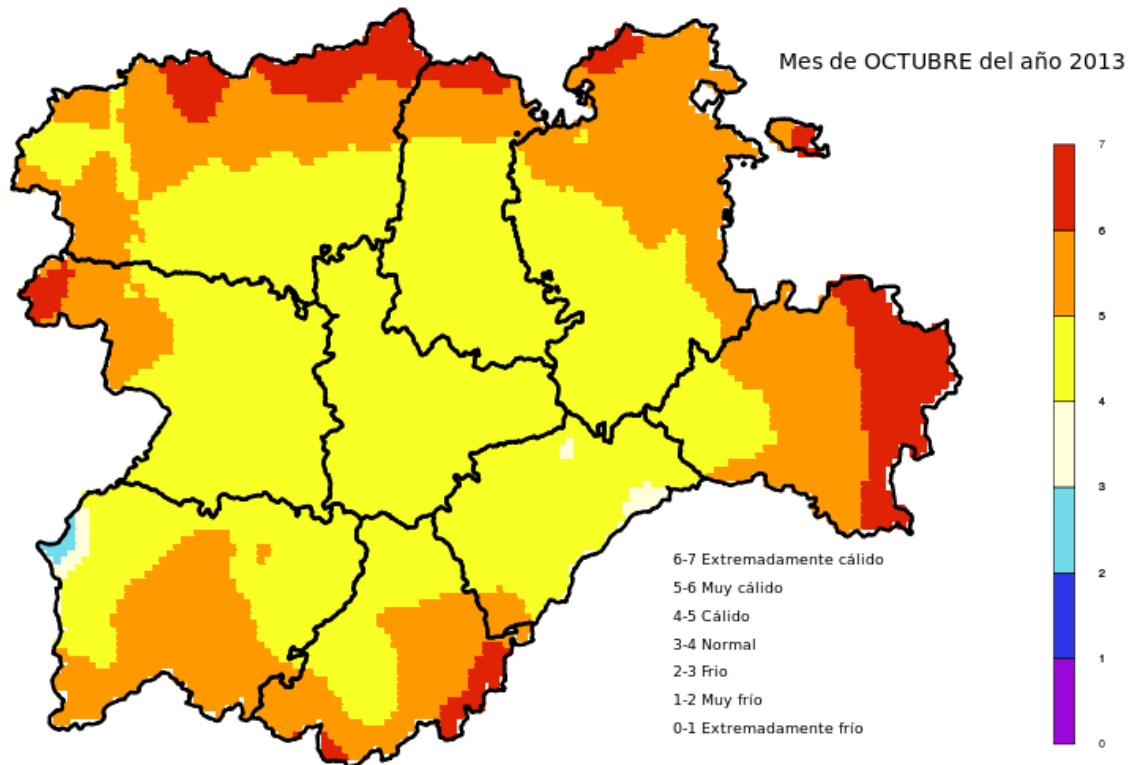 Mes de OCTUBRE del año 2013
7
6
5
4
3
2
1
0
6-7 Extremadamente cálido
5-6 Muy cálido
4-5 Cálido
3-4 Normal
2-3 Frio
1-2 Muy frío
0-1 Extremadamente frío